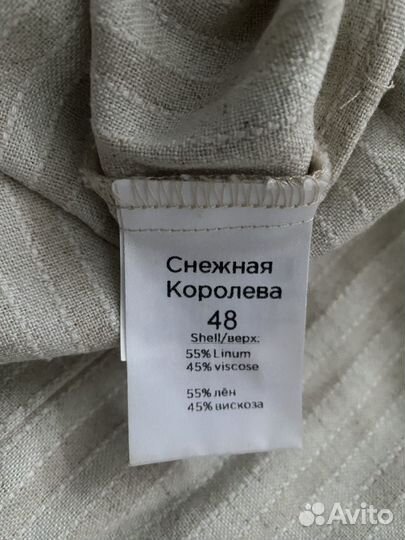 Снежная
Королева
48
Shell/верх:
55% Linum
45% viscose
55% лён
45% вискоза
Avito